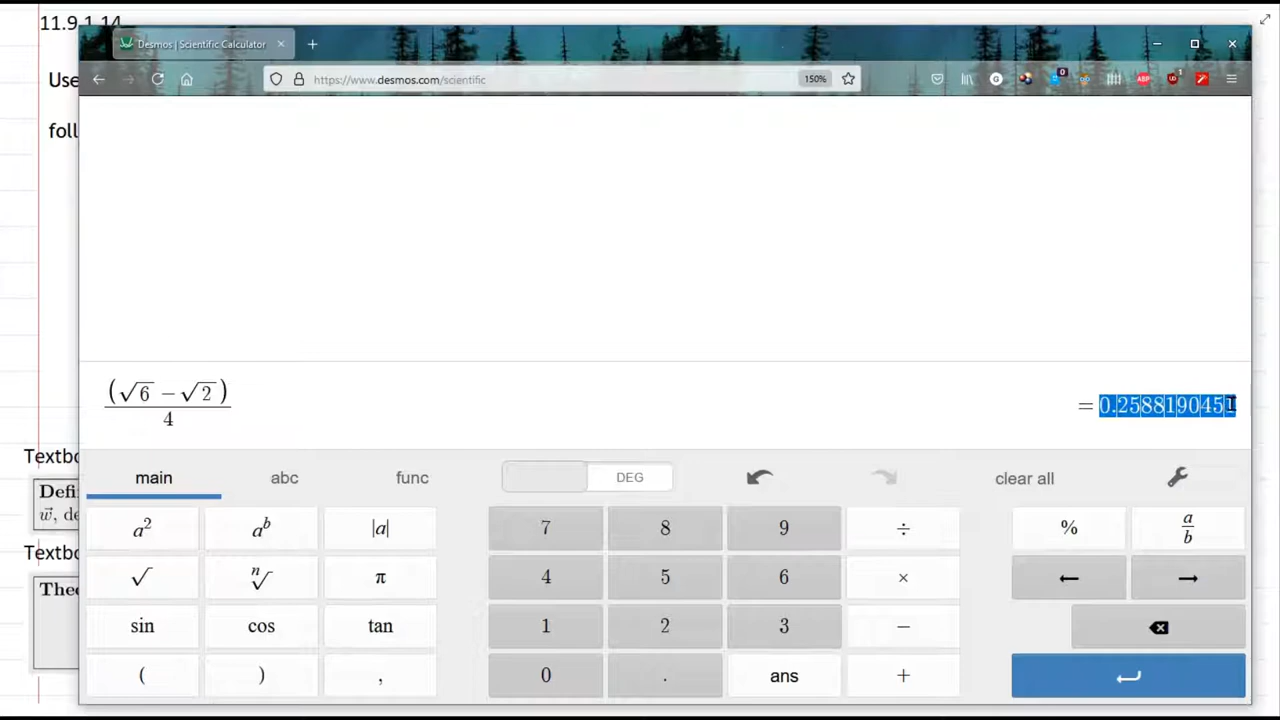 11.9.1.14
Desmos | Scientific Calculator
Use
https://www.desmos.com/scientific
150%
foll
(√6 − √2)
4
= 0.2588190451
main abc func DEG clear all
a² aᵇ |a| 7 8 9 ÷ % a/b
√ ⁿ√ π 4 5 6 × ← →
sin cos tan 1 2 3 −
( ) , 0 . ans +
Textbo
Defi
w⃗, de
Textbo
Theo